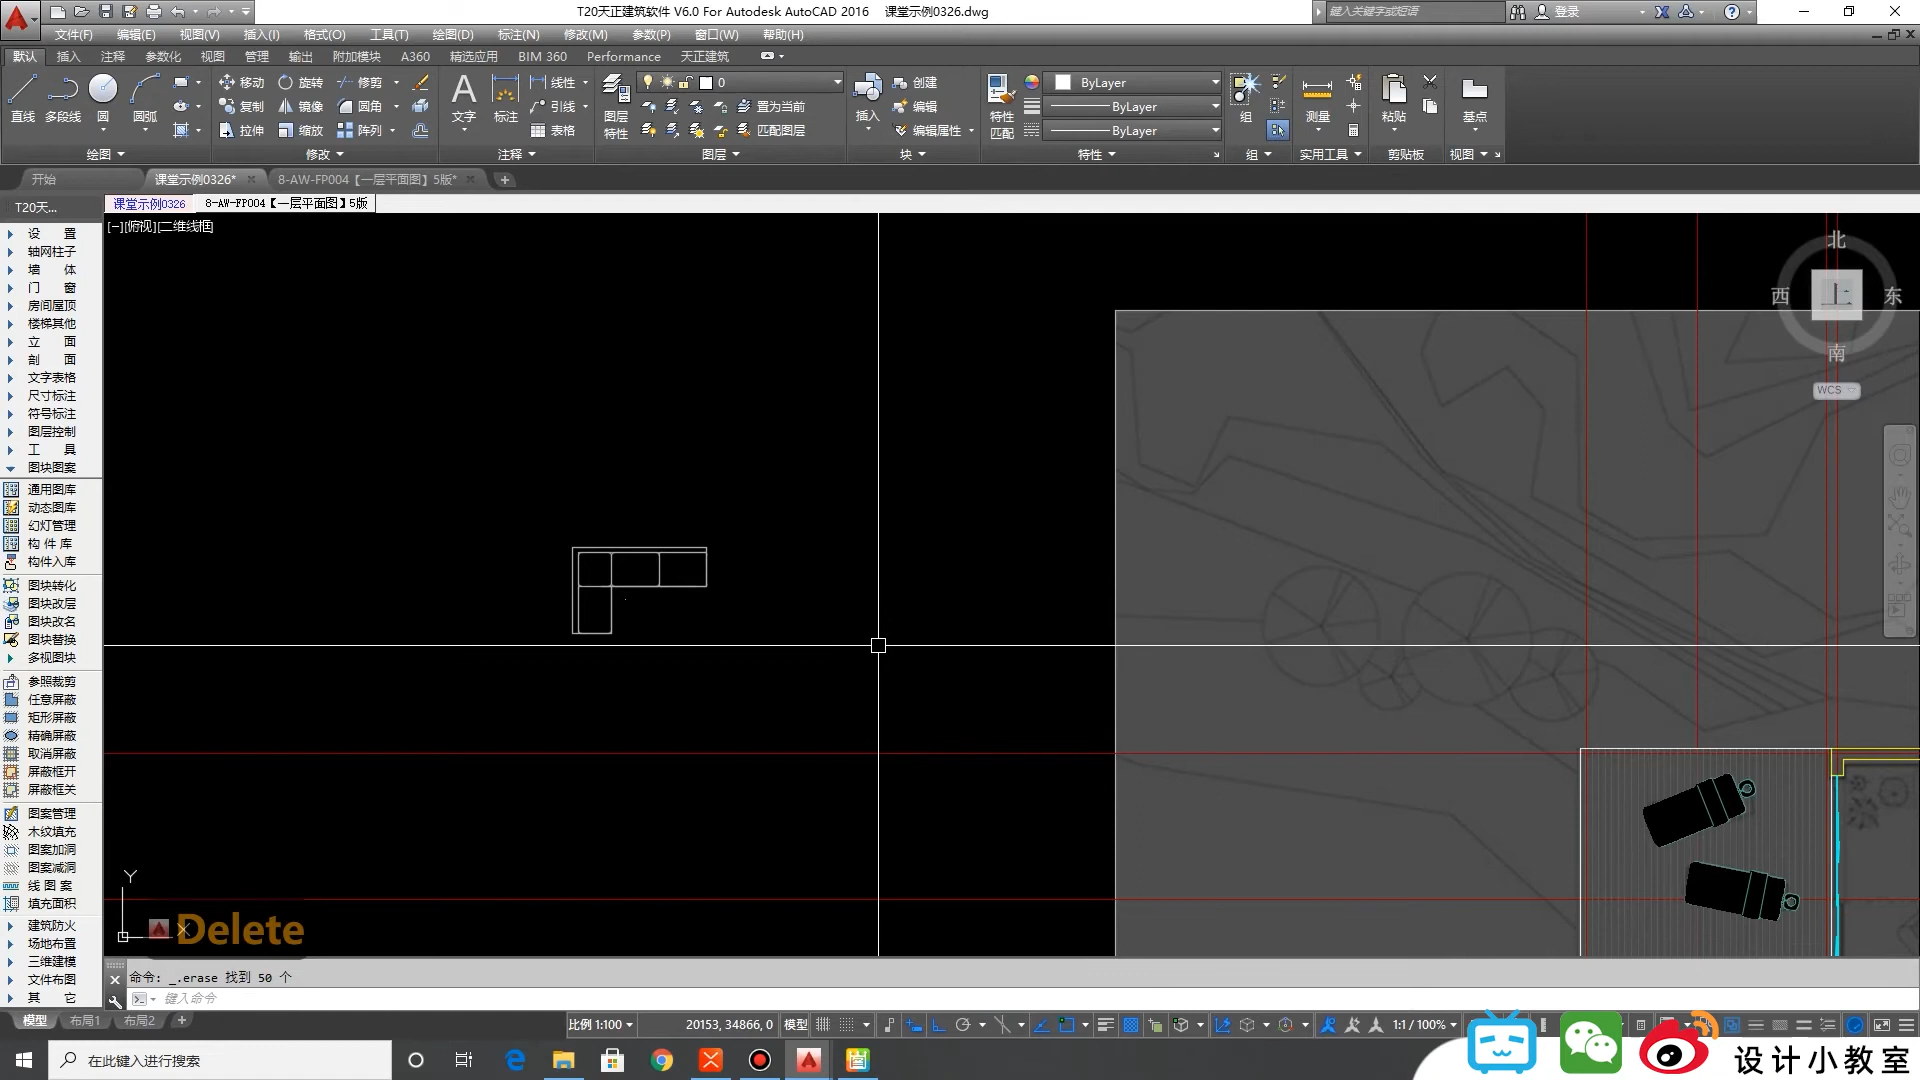 T20天正建筑软件 V6.0 For Autodesk AutoCAD 2016 课堂示例0326.dwg
键入关键字或短语
登录
文件(F) 编辑(E) 视图(V) 插入(I) 格式(O) 工具(T) 绘图(D) 标注(N) 修改(M) 参数(P) 窗口(W) 帮助(H)
默认 插入 注释 参数化 视图 管理 输出 附加模块 A360 精选应用 BIM 360 Performance 天正建筑
直线 多段线 圆 圆弧
移动 旋转 修剪
复制 镜像 圆角
拉伸 缩放 阵列
文字 标注
线性
引线
表格
图层
特性
0
置为当前
匹配图层
插入
创建
编辑
编辑属性
特性
匹配
ByLayer
ByLayer
ByLayer
组 测量 粘贴 基点
绘图 修改 注释 图层 块 特性 组 实用工具 剪贴板 视图
开始 课堂示例0326* 8-AW-FP004【一层平面图】5版*
T20天... 课堂示例0326 8-AW-FP004【一层平面图】5版
[−][俯视][二维线框]
设 置
轴网柱子
墙 体
门 窗
房间屋顶
楼梯其他
立 面
剖 面
文字表格
尺寸标注
符号标注
图层控制
工 具
图块图案
通用图库
动态图库
幻灯管理
构 件 库
构件入库
图块转化
图块改层
图块改名
图块替换
多视图块
参照裁剪
任意屏蔽
矩形屏蔽
精确屏蔽
取消屏蔽
屏蔽框开
屏蔽框关
图案管理
木纹填充
图案加洞
图案减洞
线 图 案
填充面积
建筑防火
场地布置
三维建模
文件布图
其 它
北
西 上 东
南
WCS
Y
X
Delete
命令: _.erase 找到 50 个
键入命令
模型 布局1 布局2
比例 1:100 20153, 34866, 0 模型 1:1 / 100%
在此键入进行搜索
设计小教室